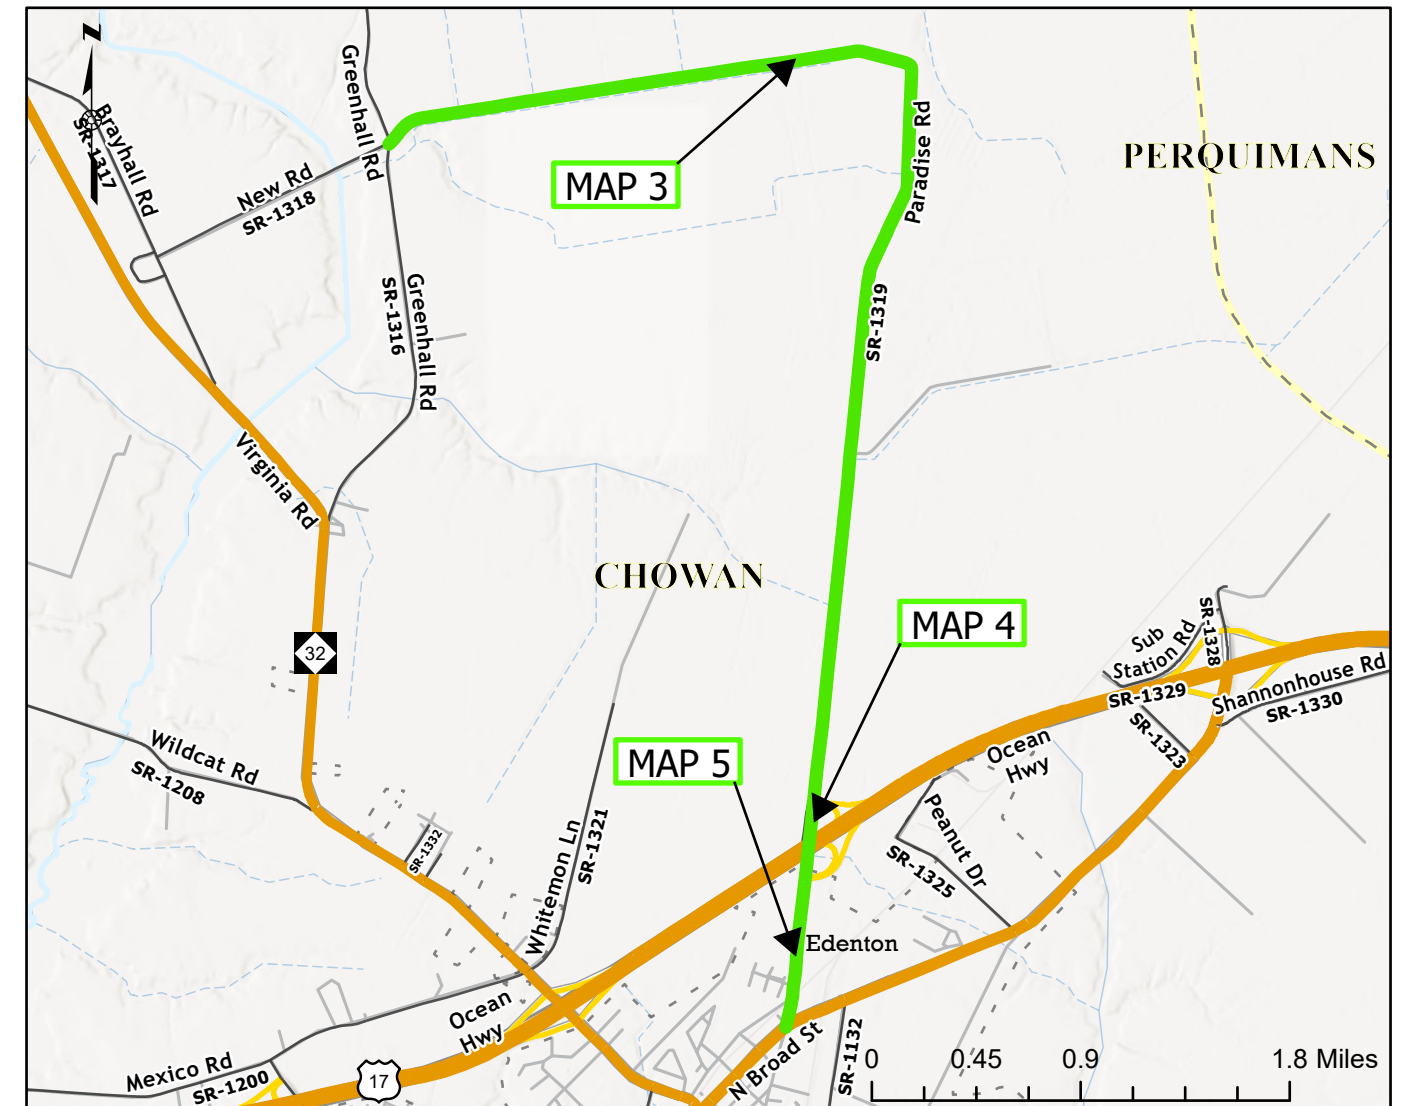 N
Greenhall Rd
Brayhall Rd
SR-1317
New Rd
SR-1318
MAP 3
Paradise Rd
PERQUIMANS
SR-1319
Greenhall Rd
SR-1316
Virginia Rd
CHOWAN
32
MAP 4
Sub
Station Rd
SR-1328
SR-1329
Shannonhouse Rd
SR-1330
SR-1323
Ocean
Hwy
Wildcat Rd
SR-1208
MAP 5
SR-1332
Whitemon Ln
SR-1321
Peanut Dr
SR-1325
Edenton
Ocean
Hwy
N Broad St
SR-1132
Mexico Rd
SR-1200
17
0 0.45 0.9 1.8 Miles